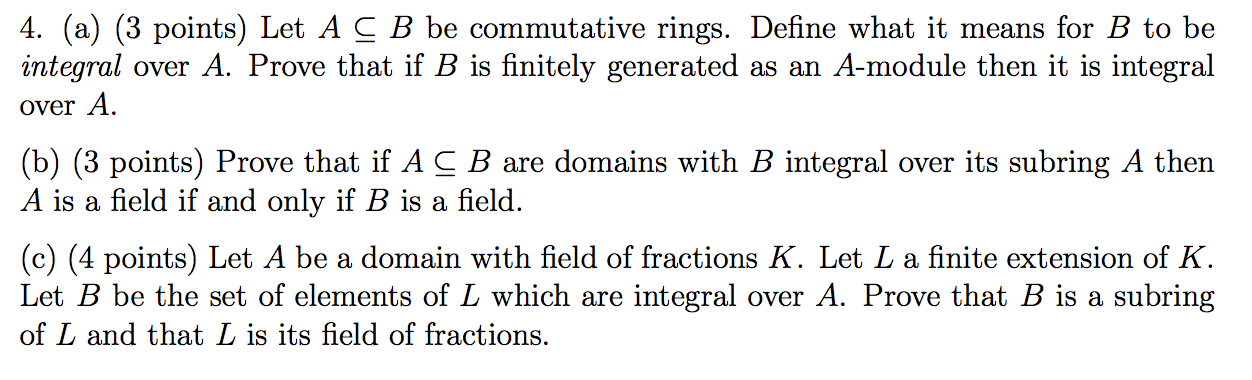 4. (a) (3 points) Let A ⊆ B be commutative rings. Define what it means for B to be
integral over A. Prove that if B is finitely generated as an A-module then it is integral
over A.
(b) (3 points) Prove that if A ⊆ B are domains with B integral over its subring A then
A is a field if and only if B is a field.
(c) (4 points) Let A be a domain with field of fractions K. Let L a finite extension of K.
Let B be the set of elements of L which are integral over A. Prove that B is a subring
of L and that L is its field of fractions.